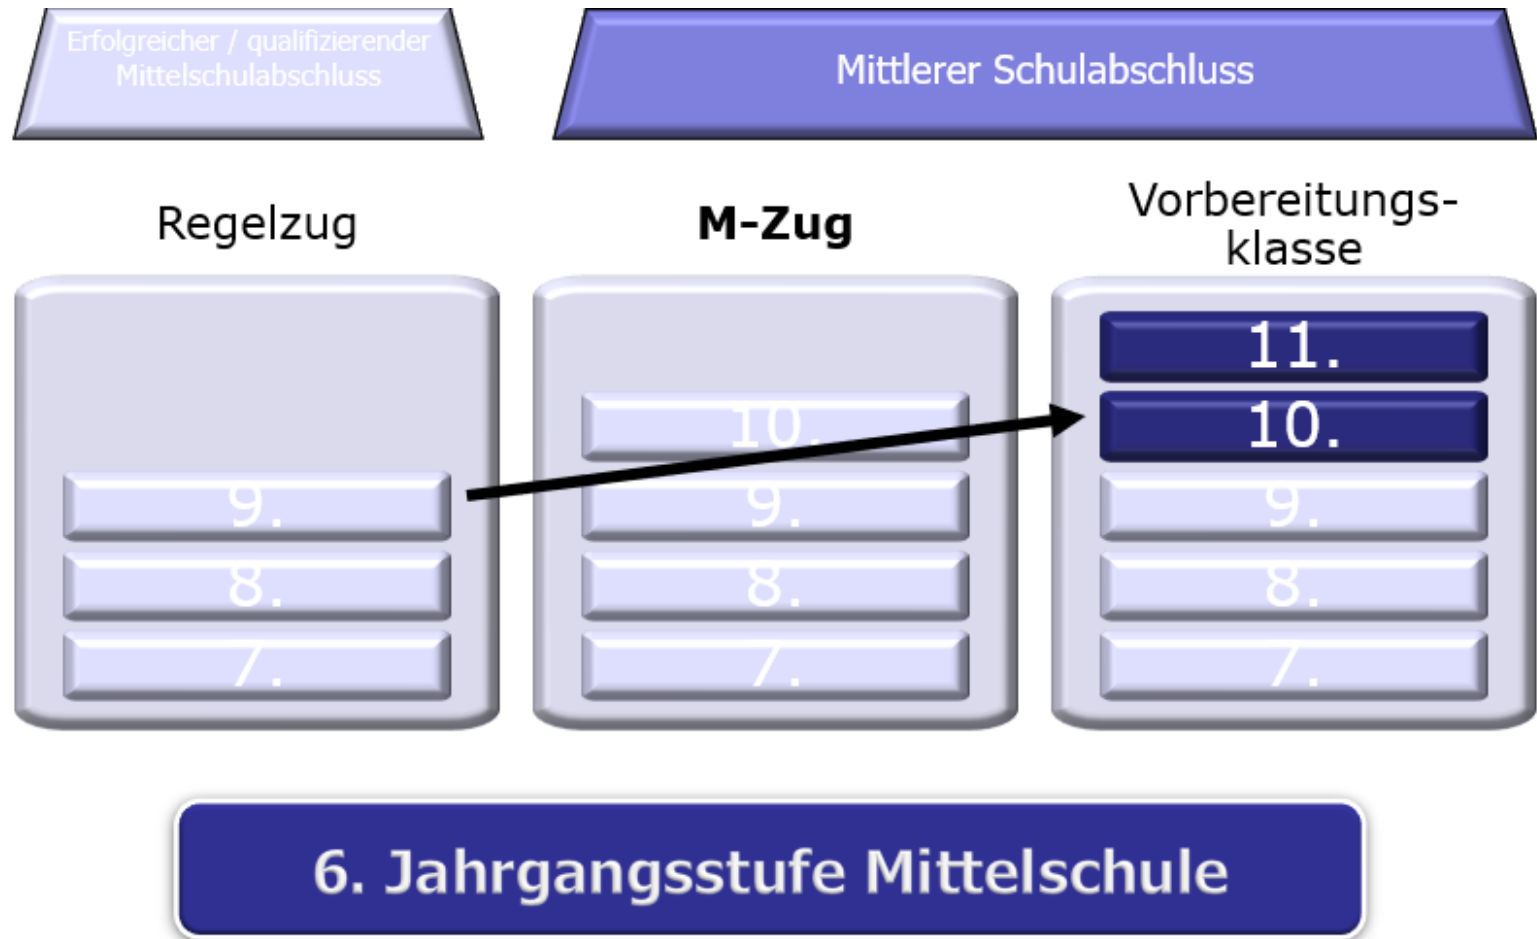 Erfolgreicher / qualifizierender
Mittelschulabschluss
Mittlerer Schulabschluss
Regelzug
M-Zug
Vorbereitungs-
klasse
9.
8.
7.
10.
9.
8.
7.
11.
10.
9.
8.
7.
6. Jahrgangsstufe Mittelschule